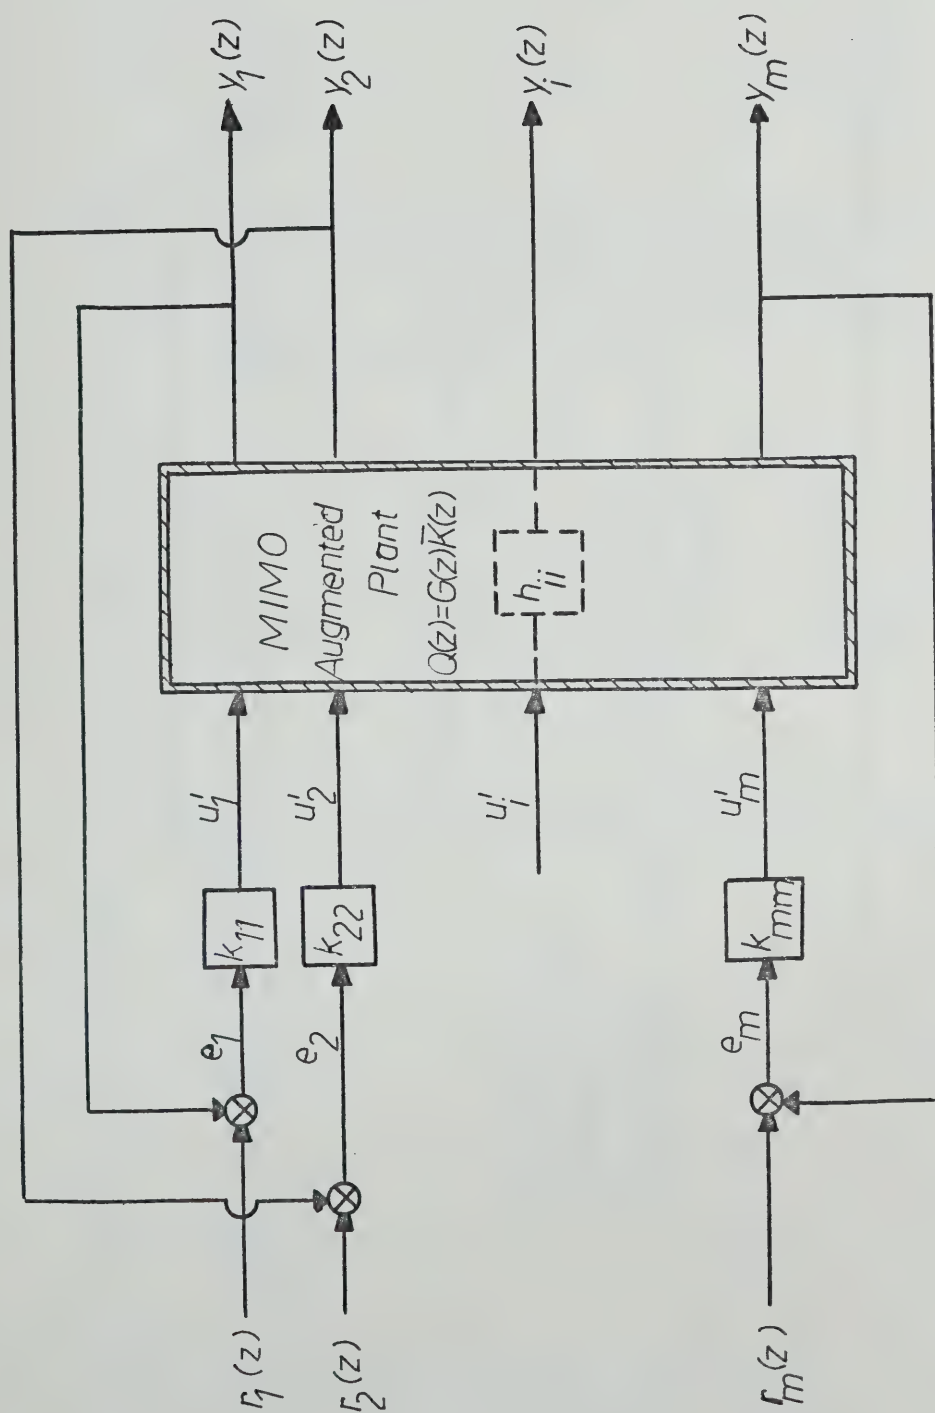 y₁(z)
y₂(z)
yᵢ(z)
yₘ(z)
MIMO
Augmented
Plant
Q(z)=G(z)K̅(z)
hᵢᵢ
u'₁
u'₂
u'ᵢ
u'ₘ
k₁₁
k₂₂
kₘₘ
e₁
e₂
eₘ
r₁(z)
r₂(z)
rₘ(z)